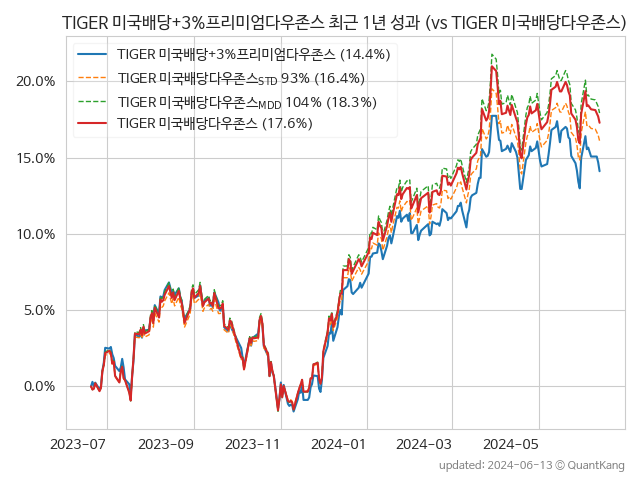 TIGER 미국배당+3%프리미엄다우존스 최근 1년 성과 (vs TIGER 미국배당다우존스)
TIGER 미국배당+3%프리미엄다우존스 (14.4%)
TIGER 미국배당다우존스STD 93% (16.4%)
TIGER 미국배당다우존스MDD 104% (18.3%)
TIGER 미국배당다우존스 (17.6%)
20.0%
15.0%
10.0%
5.0%
0.0%
2023-07 2023-09 2023-11 2024-01 2024-03 2024-05
updated: 2024-06-13 ⓒ QuantKang